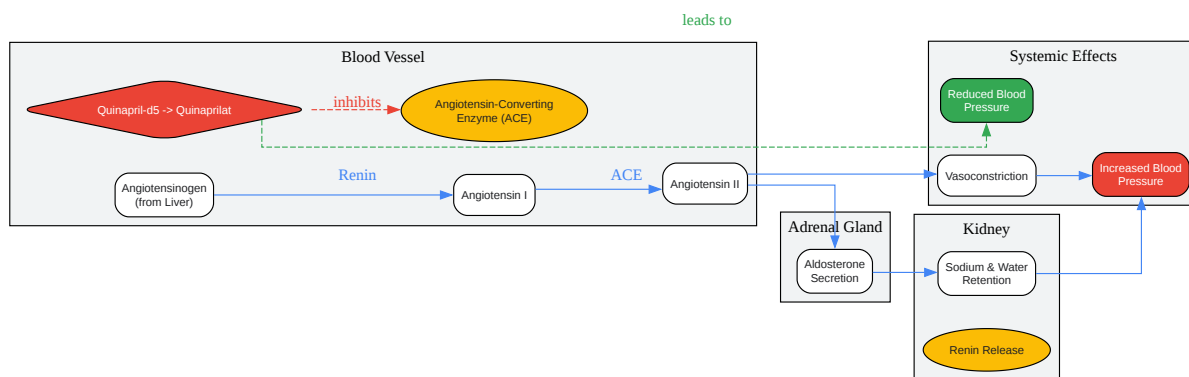 leads to
Blood Vessel
Systemic Effects
Quinapril-d5 -> Quinaprilat
inhibits
Angiotensin-Converting
Enzyme (ACE)
Reduced Blood
Pressure
Angiotensinogen
(from Liver)
Renin
Angiotensin I
ACE
Angiotensin II
Vasoconstriction
Increased Blood
Pressure
Adrenal Gland
Aldosterone
Secretion
Kidney
Sodium & Water
Retention
Renin Release